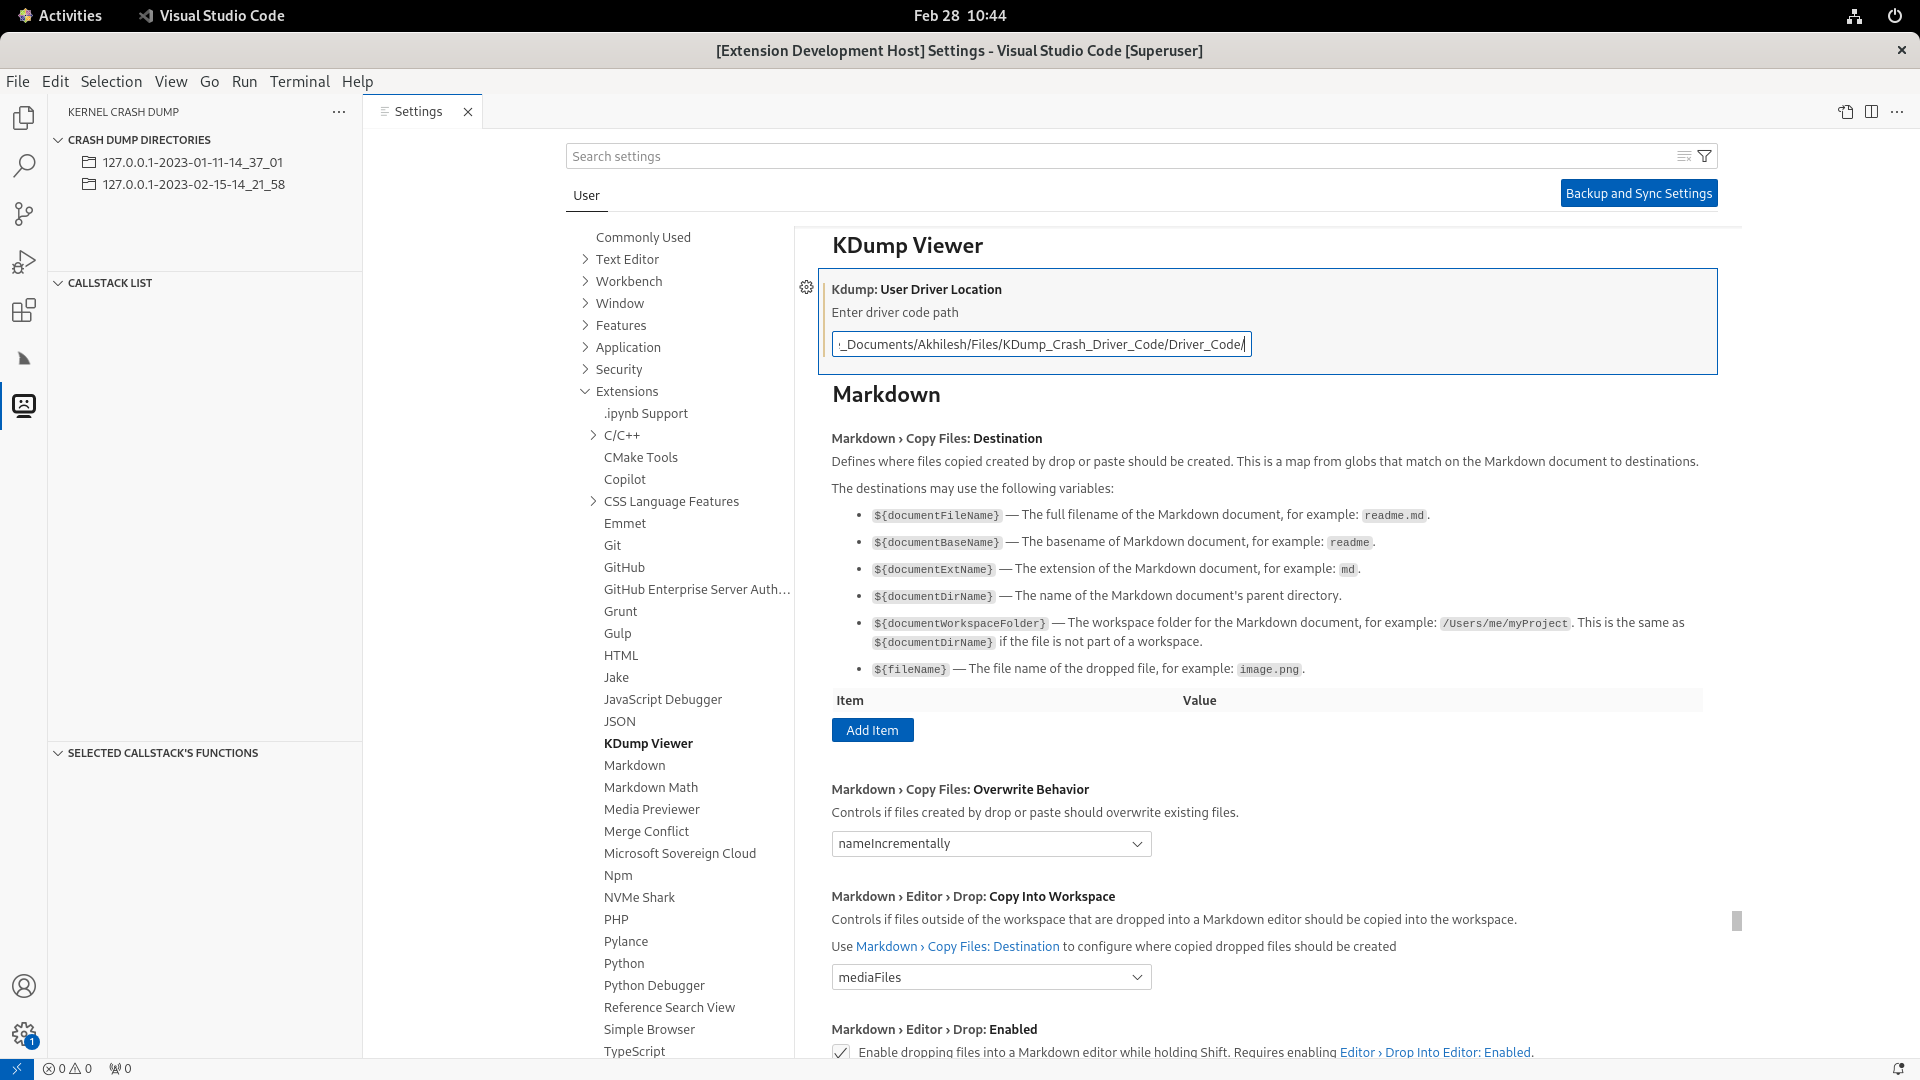 Activities
Visual Studio Code
Feb 28 10:44
[Extension Development Host] Settings - Visual Studio Code [Superuser]
File Edit Selection View Go Run Terminal Help
KERNEL CRASH DUMP
CRASH DUMP DIRECTORIES
127.0.0.1-2023-01-11-14_37_01
127.0.0.1-2023-02-15-14_21_58
CALLSTACK LIST
SELECTED CALLSTACK'S FUNCTIONS
1
Settings
Search settings
User
Backup and Sync Settings
Commonly Used
Text Editor
Workbench
Window
Features
Application
Security
Extensions
.ipynb Support
C/C++
CMake Tools
Copilot
CSS Language Features
Emmet
Git
GitHub
GitHub Enterprise Server Auth...
Grunt
Gulp
HTML
Jake
JavaScript Debugger
JSON
KDump Viewer
Markdown
Markdown Math
Media Previewer
Merge Conflict
Microsoft Sovereign Cloud
Npm
NVMe Shark
PHP
Pylance
Python
Python Debugger
Reference Search View
Simple Browser
TypeScript
KDump Viewer
Kdump: User Driver Location
Enter driver code path
_Documents/Akhilesh/Files/KDump_Crash_Driver_Code/Driver_Code/
Markdown
Markdown › Copy Files: Destination
Defines where files copied created by drop or paste should be created. This is a map from globs that match on the Markdown document to destinations.
The destinations may use the following variables:
• ${documentFileName} — The full filename of the Markdown document, for example: readme.md.
• ${documentBaseName} — The basename of Markdown document, for example: readme.
• ${documentExtName} — The extension of the Markdown document, for example: md.
• ${documentDirName} — The name of the Markdown document's parent directory.
• ${documentWorkspaceFolder} — The workspace folder for the Markdown document, for example: /Users/me/myProject. This is the same as
${documentDirName} if the file is not part of a workspace.
• ${fileName} — The file name of the dropped file, for example: image.png.
Item Value
Add Item
Markdown › Copy Files: Overwrite Behavior
Controls if files created by drop or paste should overwrite existing files.
nameIncrementally
Markdown › Editor › Drop: Copy Into Workspace
Controls if files outside of the workspace that are dropped into a Markdown editor should be copied into the workspace.
Use Markdown › Copy Files: Destination to configure where copied dropped files should be created
mediaFiles
Markdown › Editor › Drop: Enabled
Enable dropping files into a Markdown editor while holding Shift. Requires enabling Editor › Drop Into Editor: Enabled.
0 0 0